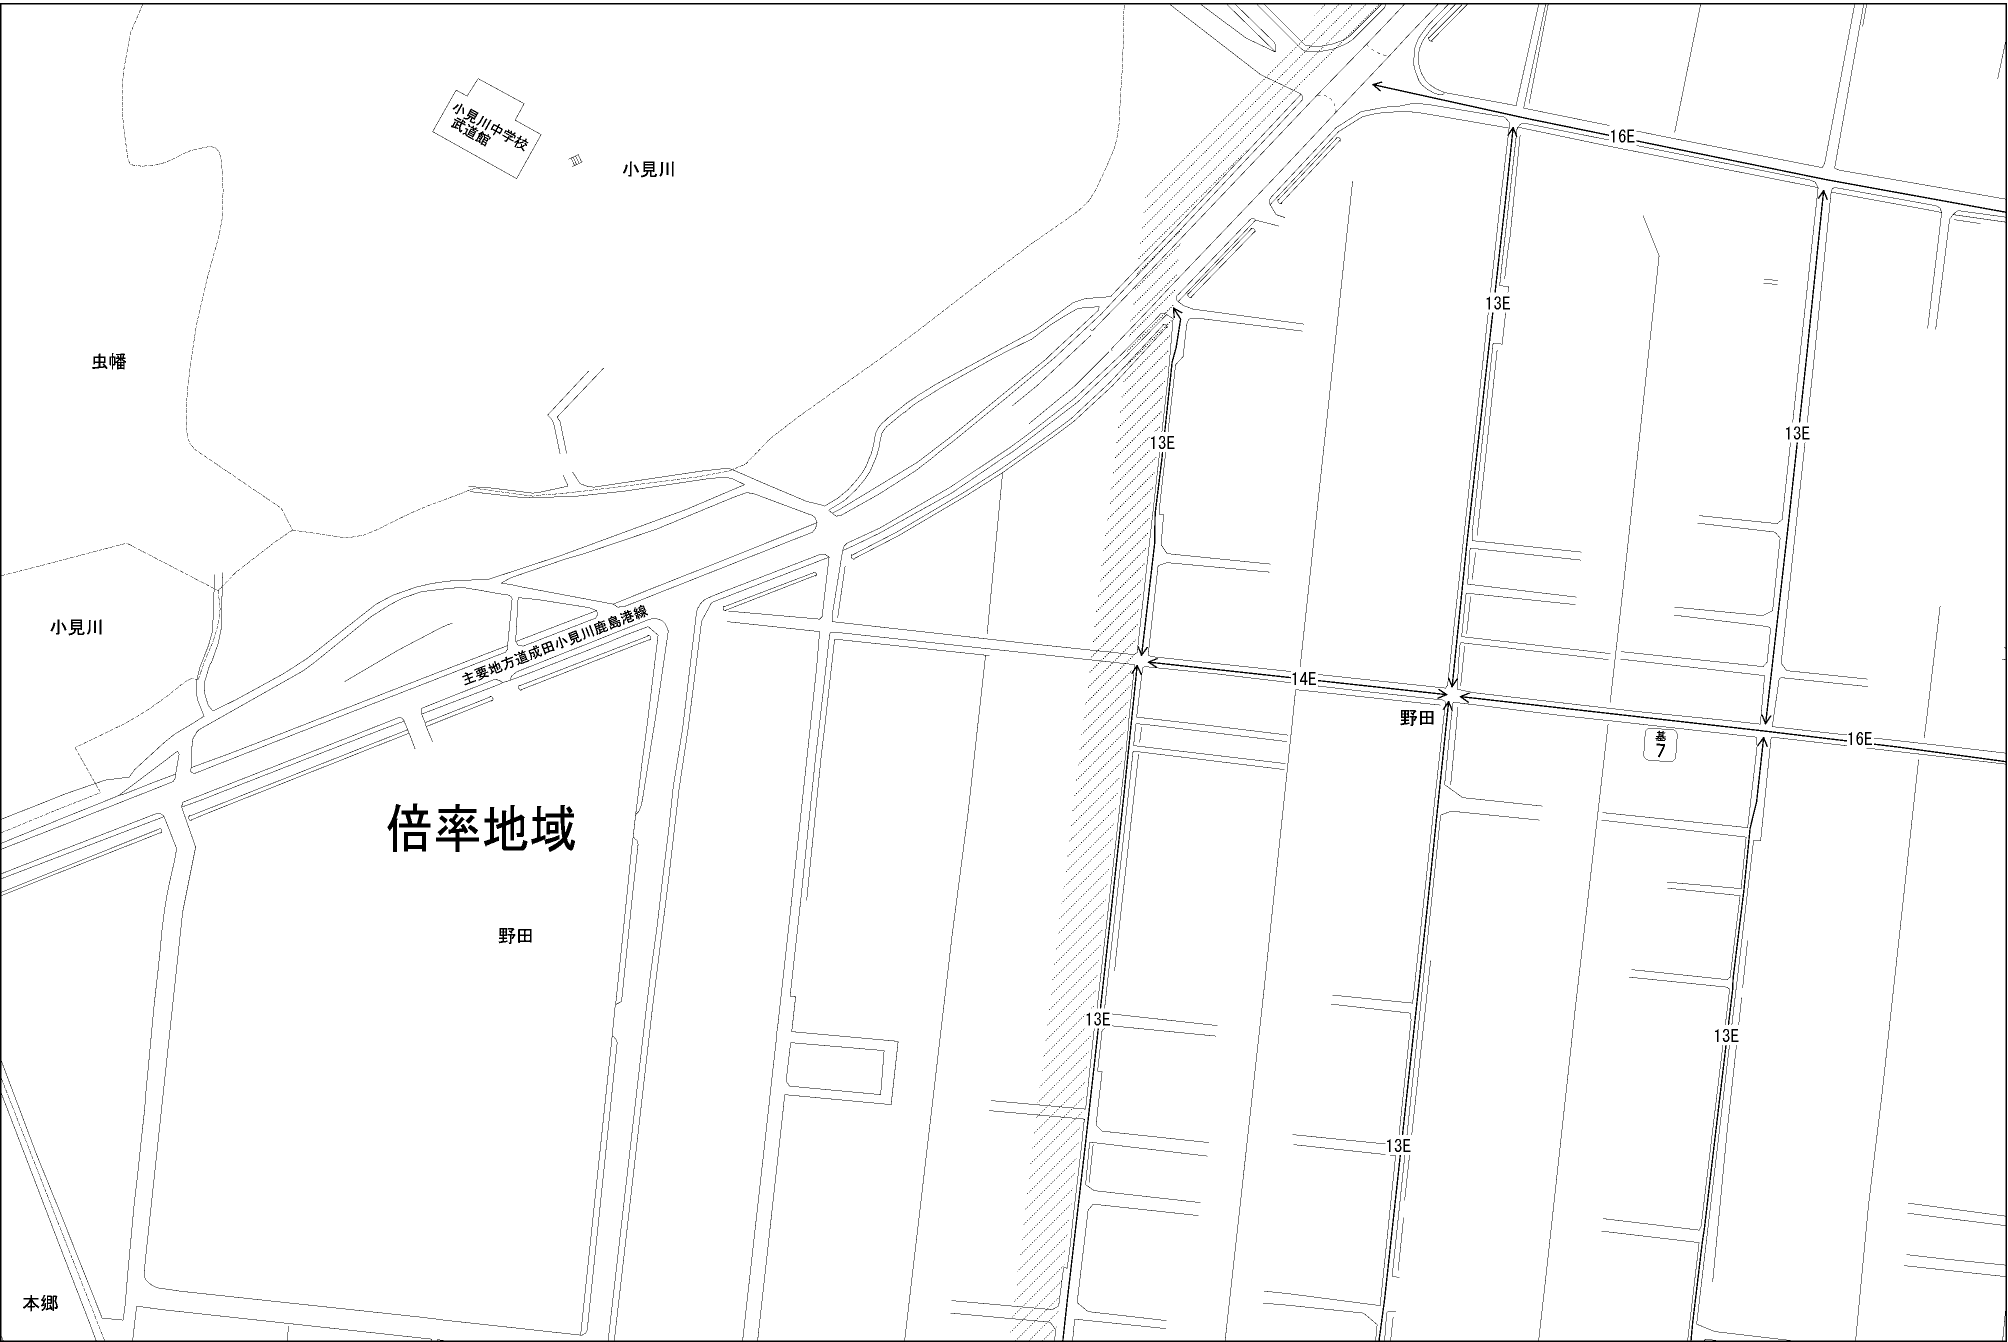 16E
小見川中学校
武道館
小見川
13E
虫幡
13E
13E
小見川
主要地方道成田小見川鹿島港線
14E
野田
基
7
16E
倍率地域
野田
13E
13E
13E
本郷